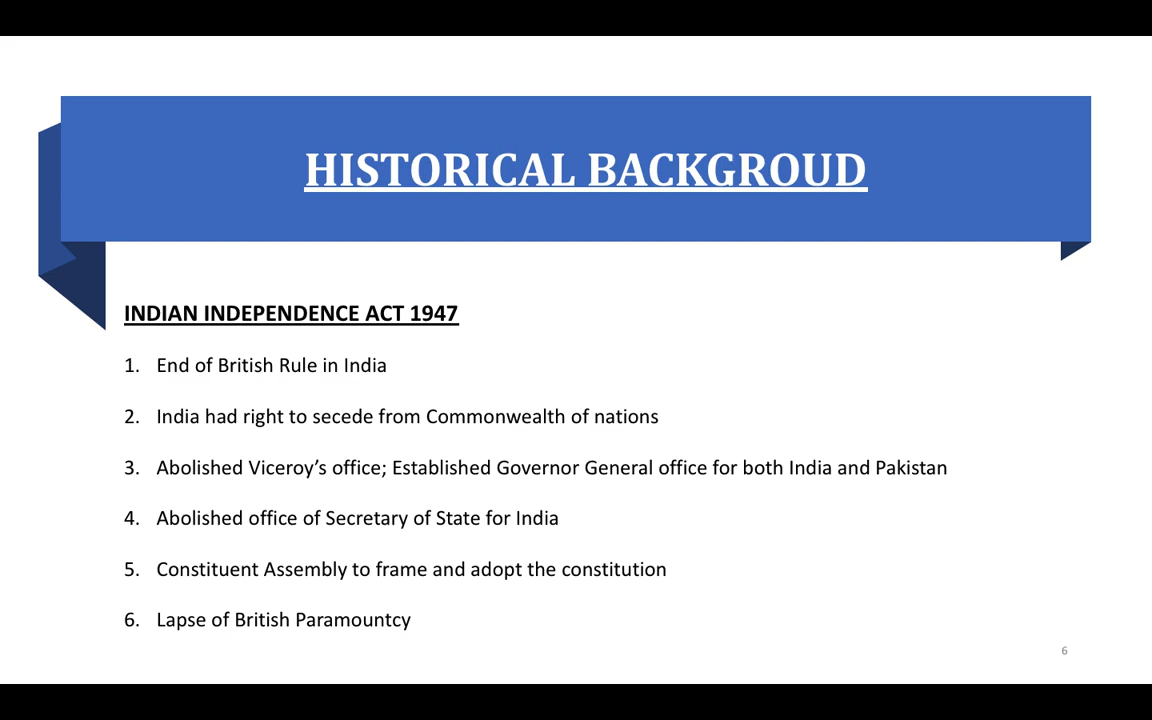 HISTORICAL BACKGROUD
INDIAN INDEPENDENCE ACT 1947
1. End of British Rule in India
2. India had right to secede from Commonwealth of nations
3. Abolished Viceroy’s office; Established Governor General office for both India and Pakistan
4. Abolished office of Secretary of State for India
5. Constituent Assembly to frame and adopt the constitution
6. Lapse of British Paramountcy
6